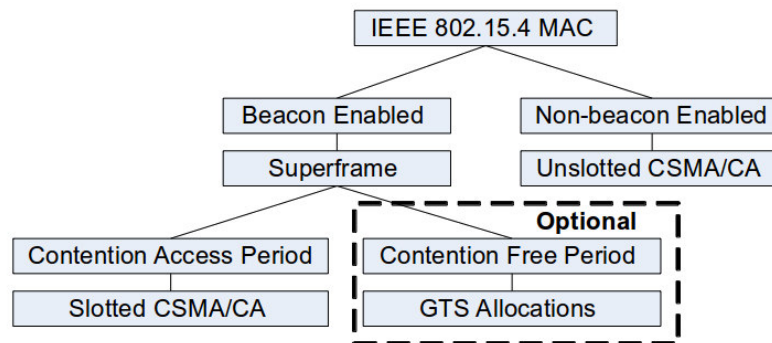 IEEE 802.15.4 MAC
Beacon Enabled
Non-beacon Enabled
Superframe
Unslotted CSMA/CA
Optional
Contention Access Period
Contention Free Period
Slotted CSMA/CA
GTS Allocations